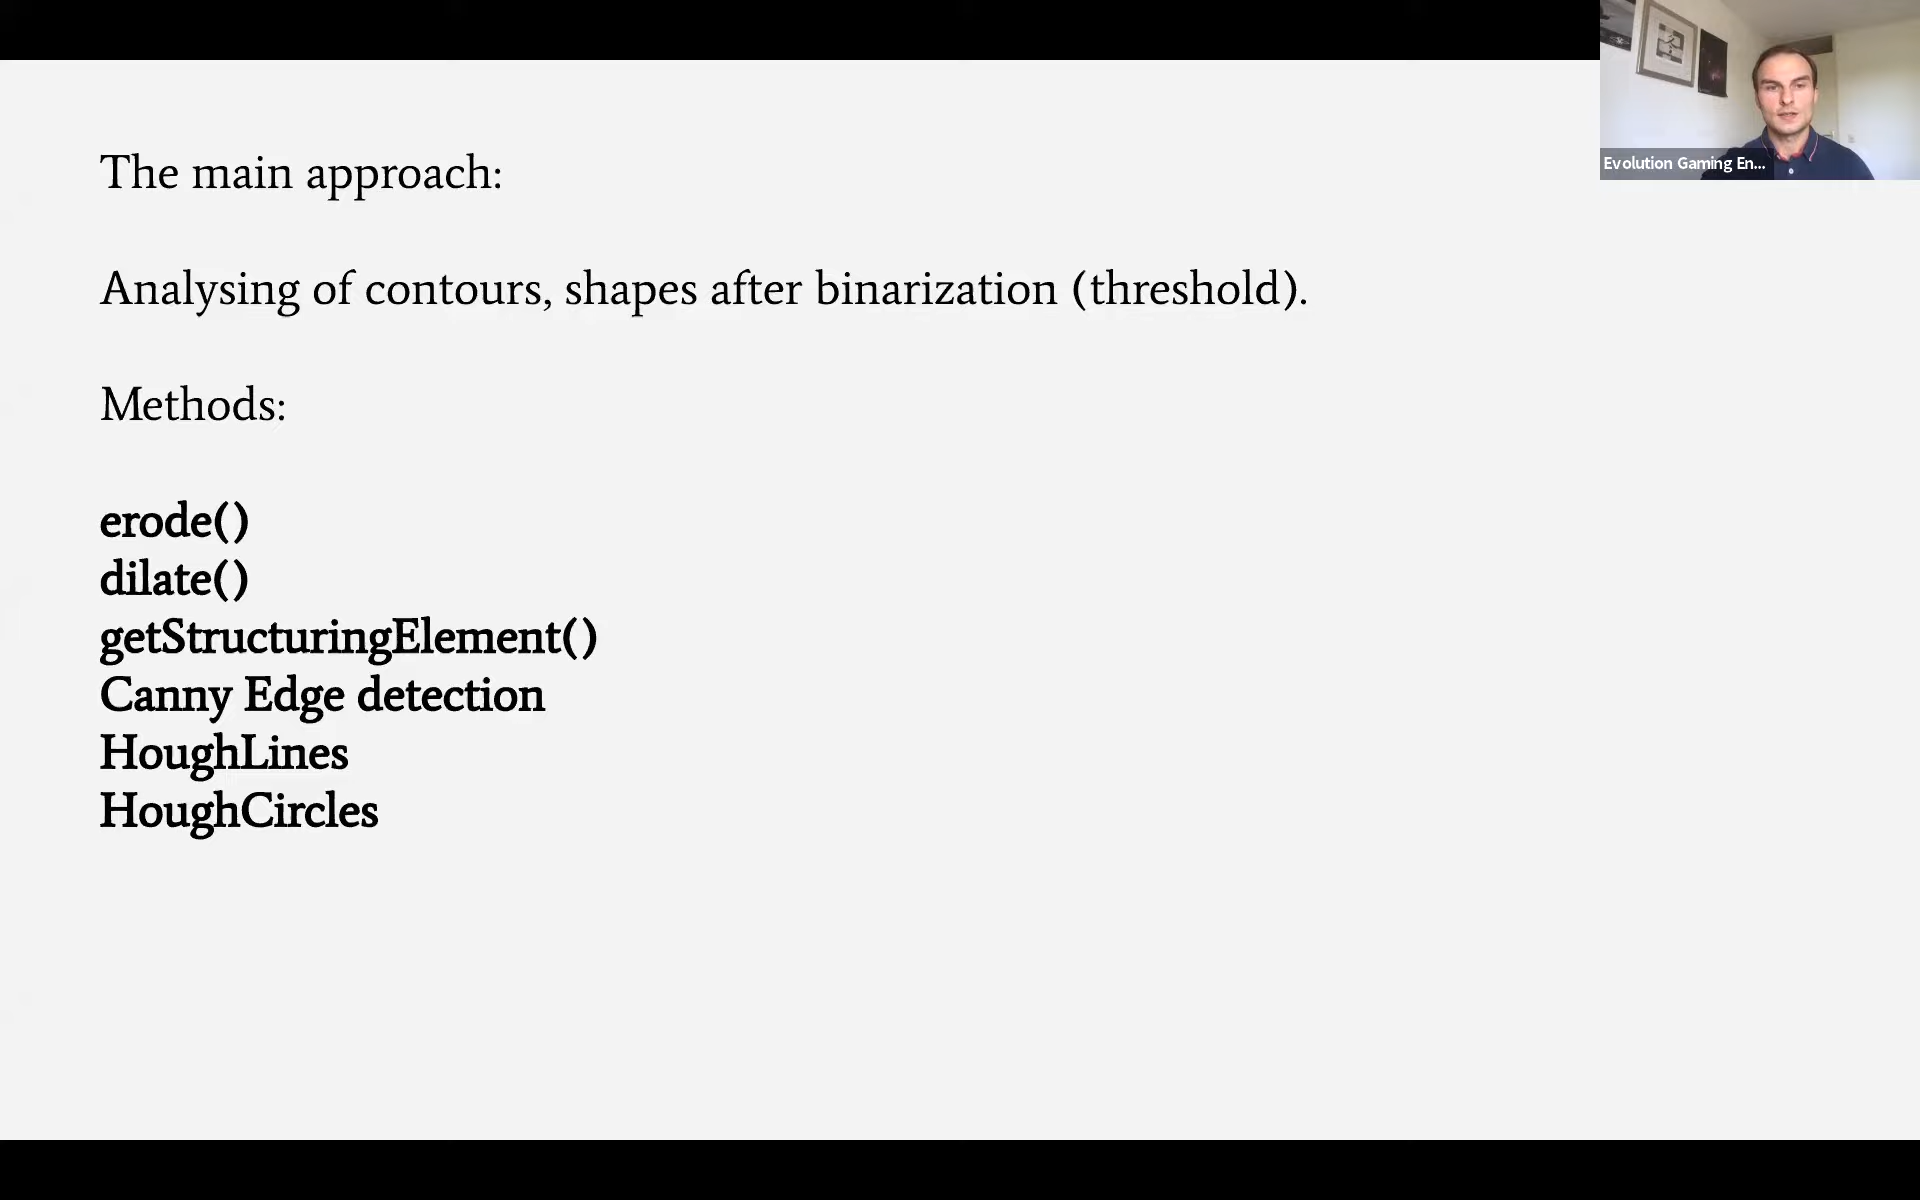 The main approach:
Analysing of contours, shapes after binarization (threshold).
Methods:
erode()
dilate()
getStructuringElement()
Canny Edge detection
HoughLines
HoughCircles
Evolution Gaming En...